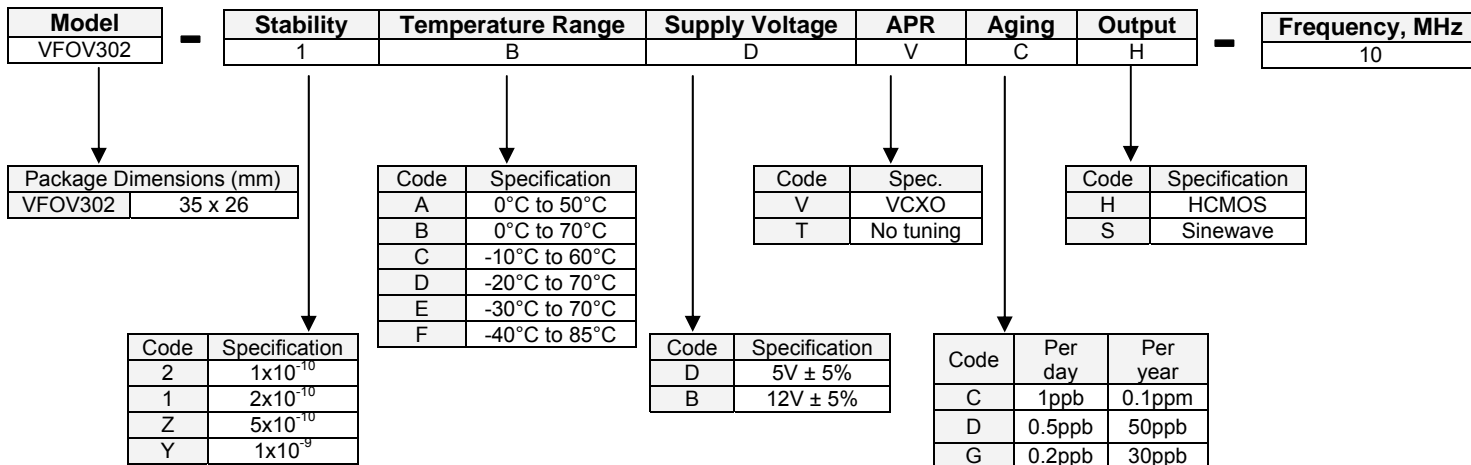 Model - Stability Temperature Range Supply Voltage APR Aging Output - Frequency, MHz
VFOV302 1 B D V C H 10
Package Dimensions (mm)
VFOV302 35 x 26
Code Specification
A 0°C to 50°C
B 0°C to 70°C
C -10°C to 60°C
D -20°C to 70°C
E -30°C to 70°C
F -40°C to 85°C
Code Spec.
V VCXO
T No tuning
Code Specification
H HCMOS
S Sinewave
Code Specification
2 1x10⁻¹⁰
1 2x10⁻¹⁰
Z 5x10⁻¹⁰
Y 1x10⁻⁹
Code Specification
D 5V ± 5%
B 12V ± 5%
Code Per day Per year
C 1ppb 0.1ppm
D 0.5ppb 50ppb
G 0.2ppb 30ppb